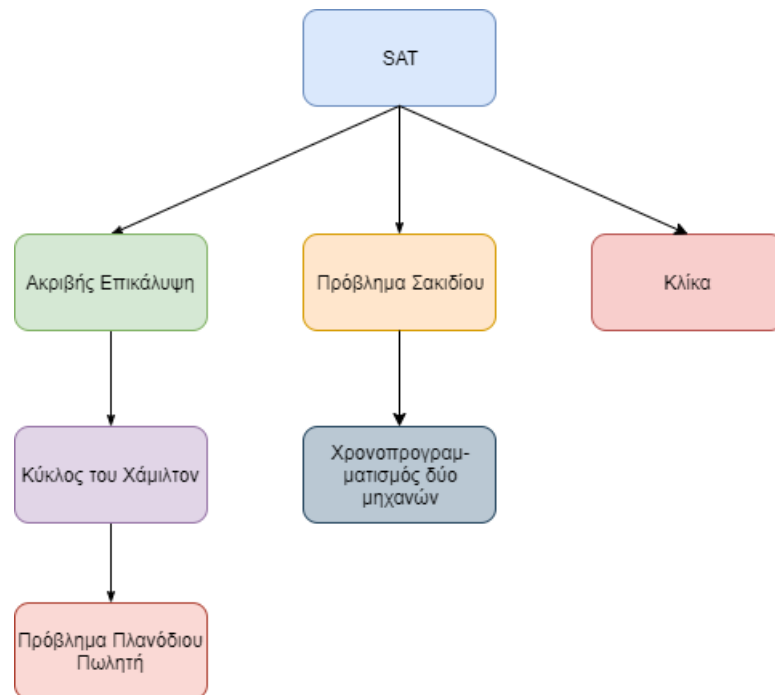 SAT
Ακριβής Επικάλυψη
Πρόβλημα Σακιδίου
Κλίκα
Κύκλος του Χάμιλτον
Χρονοπρογραμ-
ματισμός δύο
μηχανών
Πρόβλημα Πλανόδιου
Πωλητή